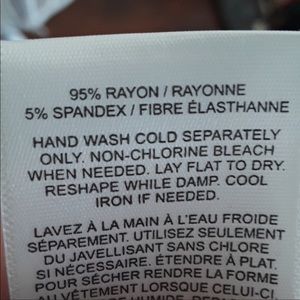 95% RAYON / RAYONNE
5% SPANDEX / FIBRE ÉLASTHANNE
HAND WASH COLD SEPARATELY
ONLY. NON-CHLORINE BLEACH
WHEN NEEDED. LAY FLAT TO DRY.
RESHAPE WHILE DAMP. COOL
IRON IF NEEDED.
LAVEZ À LA MAIN À L'EAU FROIDE
SÉPAREMENT. UTILISEZ SEULEMENT
DU JAVELLISANT SANS CHLORE
SI NÉCESSAIRE. ÉTENDRE À PLAT.
POUR SÉCHER RENDRE LA FORME
AU VÊTEMENT LORSQUE CELUI-CI